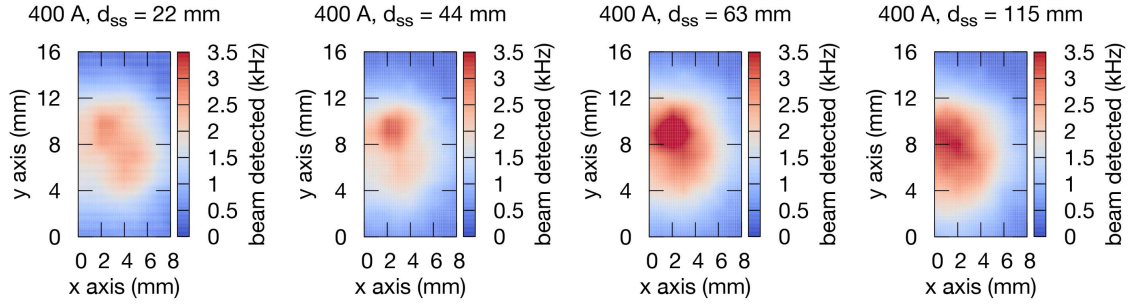 400 A, dss = 22 mm
16
12
8
4
0
y axis (mm)
0 2 4 6 8
x axis (mm)
3.5
3
2.5
2
1.5
1
0.5
0
beam detected (kHz)
400 A, dss = 44 mm
16
12
8
4
0
y axis (mm)
0 2 4 6 8
x axis (mm)
3.5
3
2.5
2
1.5
1
0.5
0
beam detected (kHz)
400 A, dss = 63 mm
16
12
8
4
0
y axis (mm)
0 2 4 6 8
x axis (mm)
3.5
3
2.5
2
1.5
1
0.5
0
beam detected (kHz)
400 A, dss = 115 mm
16
12
8
4
0
y axis (mm)
0 2 4 6 8
x axis (mm)
3.5
3
2.5
2
1.5
1
0.5
0
beam detected (kHz)